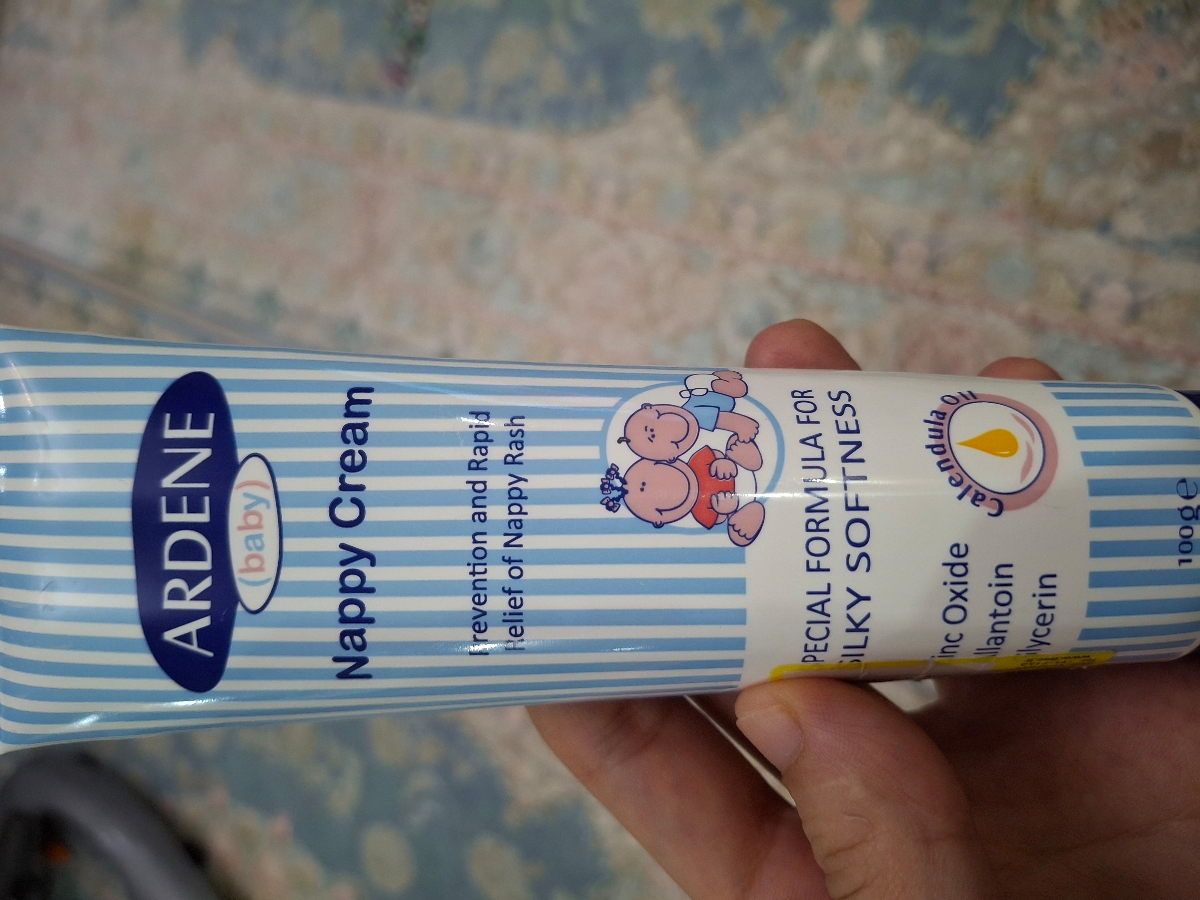 ARDENE
(baby)
Nappy Cream
Prevention and Rapid
Relief of Nappy Rash
SPECIAL FORMULA FOR
SILKY SOFTNESS
Calendula Oil
Zinc Oxide
Allantoin
Glycerin
100g e